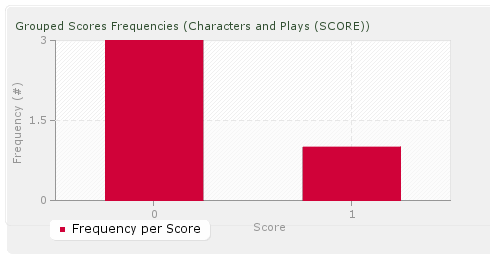 Grouped Scores Frequencies (Characters and Plays (SCORE))
3
1.5
0
Frequency (#)
0
1
Score
Frequency per Score